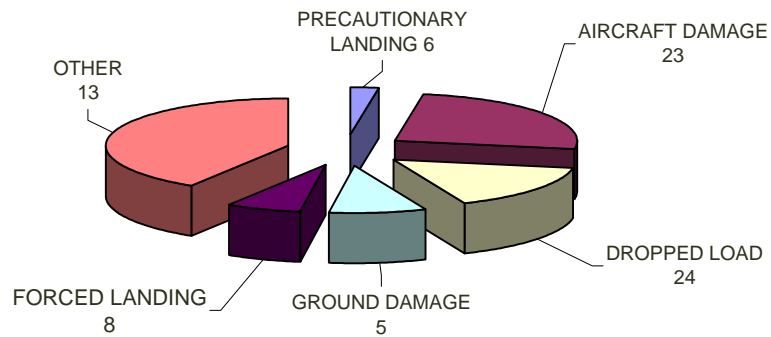 PRECAUTIONARY
LANDING 6
AIRCRAFT DAMAGE
23
OTHER
13
DROPPED LOAD
24
FORCED LANDING
8
GROUND DAMAGE
5